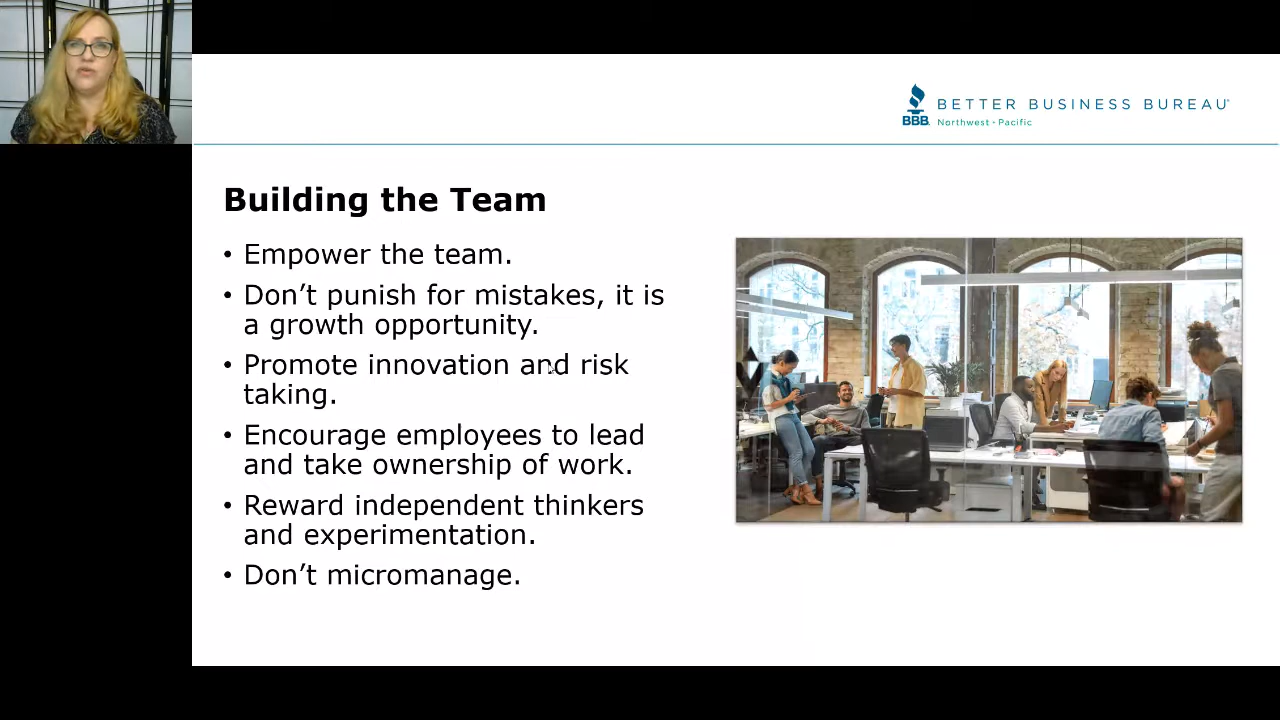 BETTER BUSINESS BUREAU
BBB. Northwest + Pacific
Building the Team
• Empower the team.
• Don’t punish for mistakes, it is
a growth opportunity.
• Promote innovation and risk
taking.
• Encourage employees to lead
and take ownership of work.
• Reward independent thinkers
and experimentation.
• Don’t micromanage.